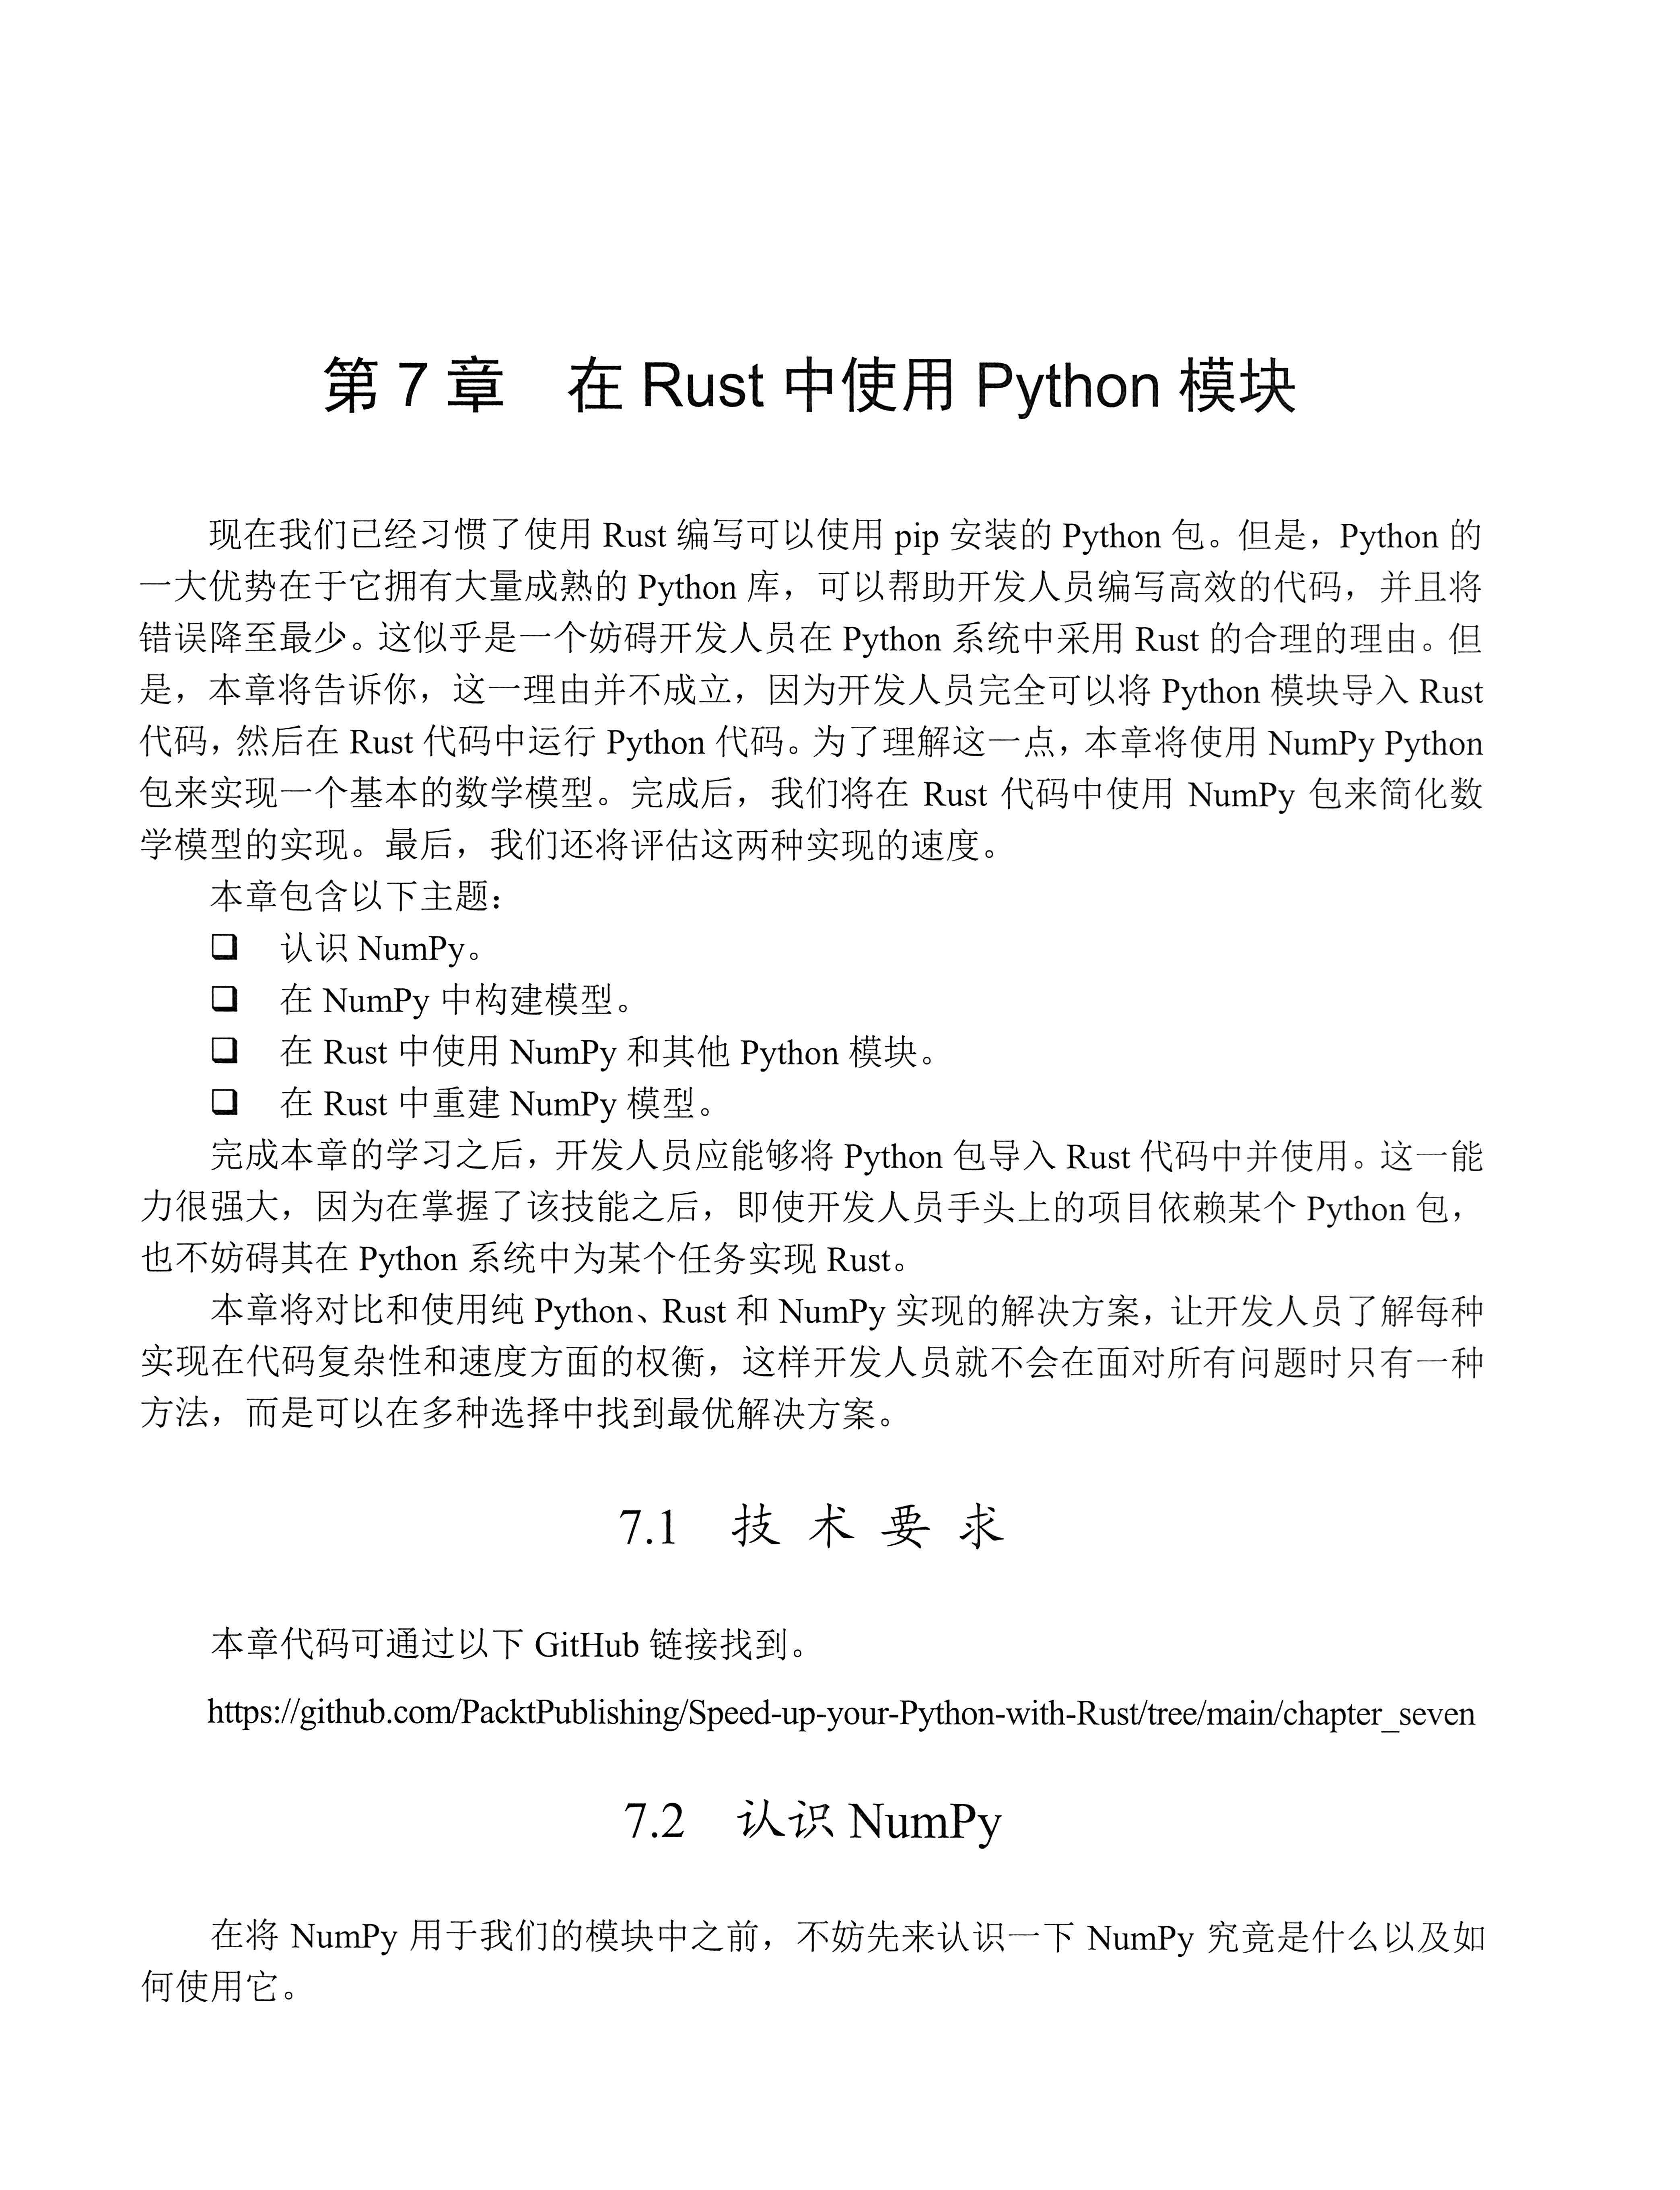 第 7 章　在 Rust 中使用 Python 模块
现在我们已经习惯了使用 Rust 编写可以使用 pip 安装的 Python 包。但是，Python 的
一大优势在于它拥有大量成熟的 Python 库，可以帮助开发人员编写高效的代码，并且将
错误降至最少。这似乎是一个妨碍开发人员在 Python 系统中采用 Rust 的合理的理由。但
是，本章将告诉你，这一理由并不成立，因为开发人员完全可以将 Python 模块导入 Rust
代码，然后在 Rust 代码中运行 Python 代码。为了理解这一点，本章将使用 NumPy Python
包来实现一个基本的数学模型。完成后，我们将在 Rust 代码中使用 NumPy 包来简化数
学模型的实现。最后，我们还将评估这两种实现的速度。
本章包含以下主题：
❑ 认识 NumPy。
❑ 在 NumPy 中构建模型。
❑ 在 Rust 中使用 NumPy 和其他 Python 模块。
❑ 在 Rust 中重建 NumPy 模型。
完成本章的学习之后，开发人员应能够将 Python 包导入 Rust 代码中并使用。这一能
力很强大，因为在掌握了该技能之后，即使开发人员手头上的项目依赖某个 Python 包，
也不妨碍其在 Python 系统中为某个任务实现 Rust。
本章将对比和使用纯 Python、Rust 和 NumPy 实现的解决方案，让开发人员了解每种
实现在代码复杂性和速度方面的权衡，这样开发人员就不会在面对所有问题时只有一种
方法，而是可以在多种选择中找到最优解决方案。
7.1　技 术 要 求
本章代码可通过以下 GitHub 链接找到。
https://github.com/PacktPublishing/Speed-up-your-Python-with-Rust/tree/main/chapter_seven
7.2　认识 NumPy
在将 NumPy 用于我们的模块中之前，不妨先来认识一下 NumPy 究竟是什么以及如
何使用它。